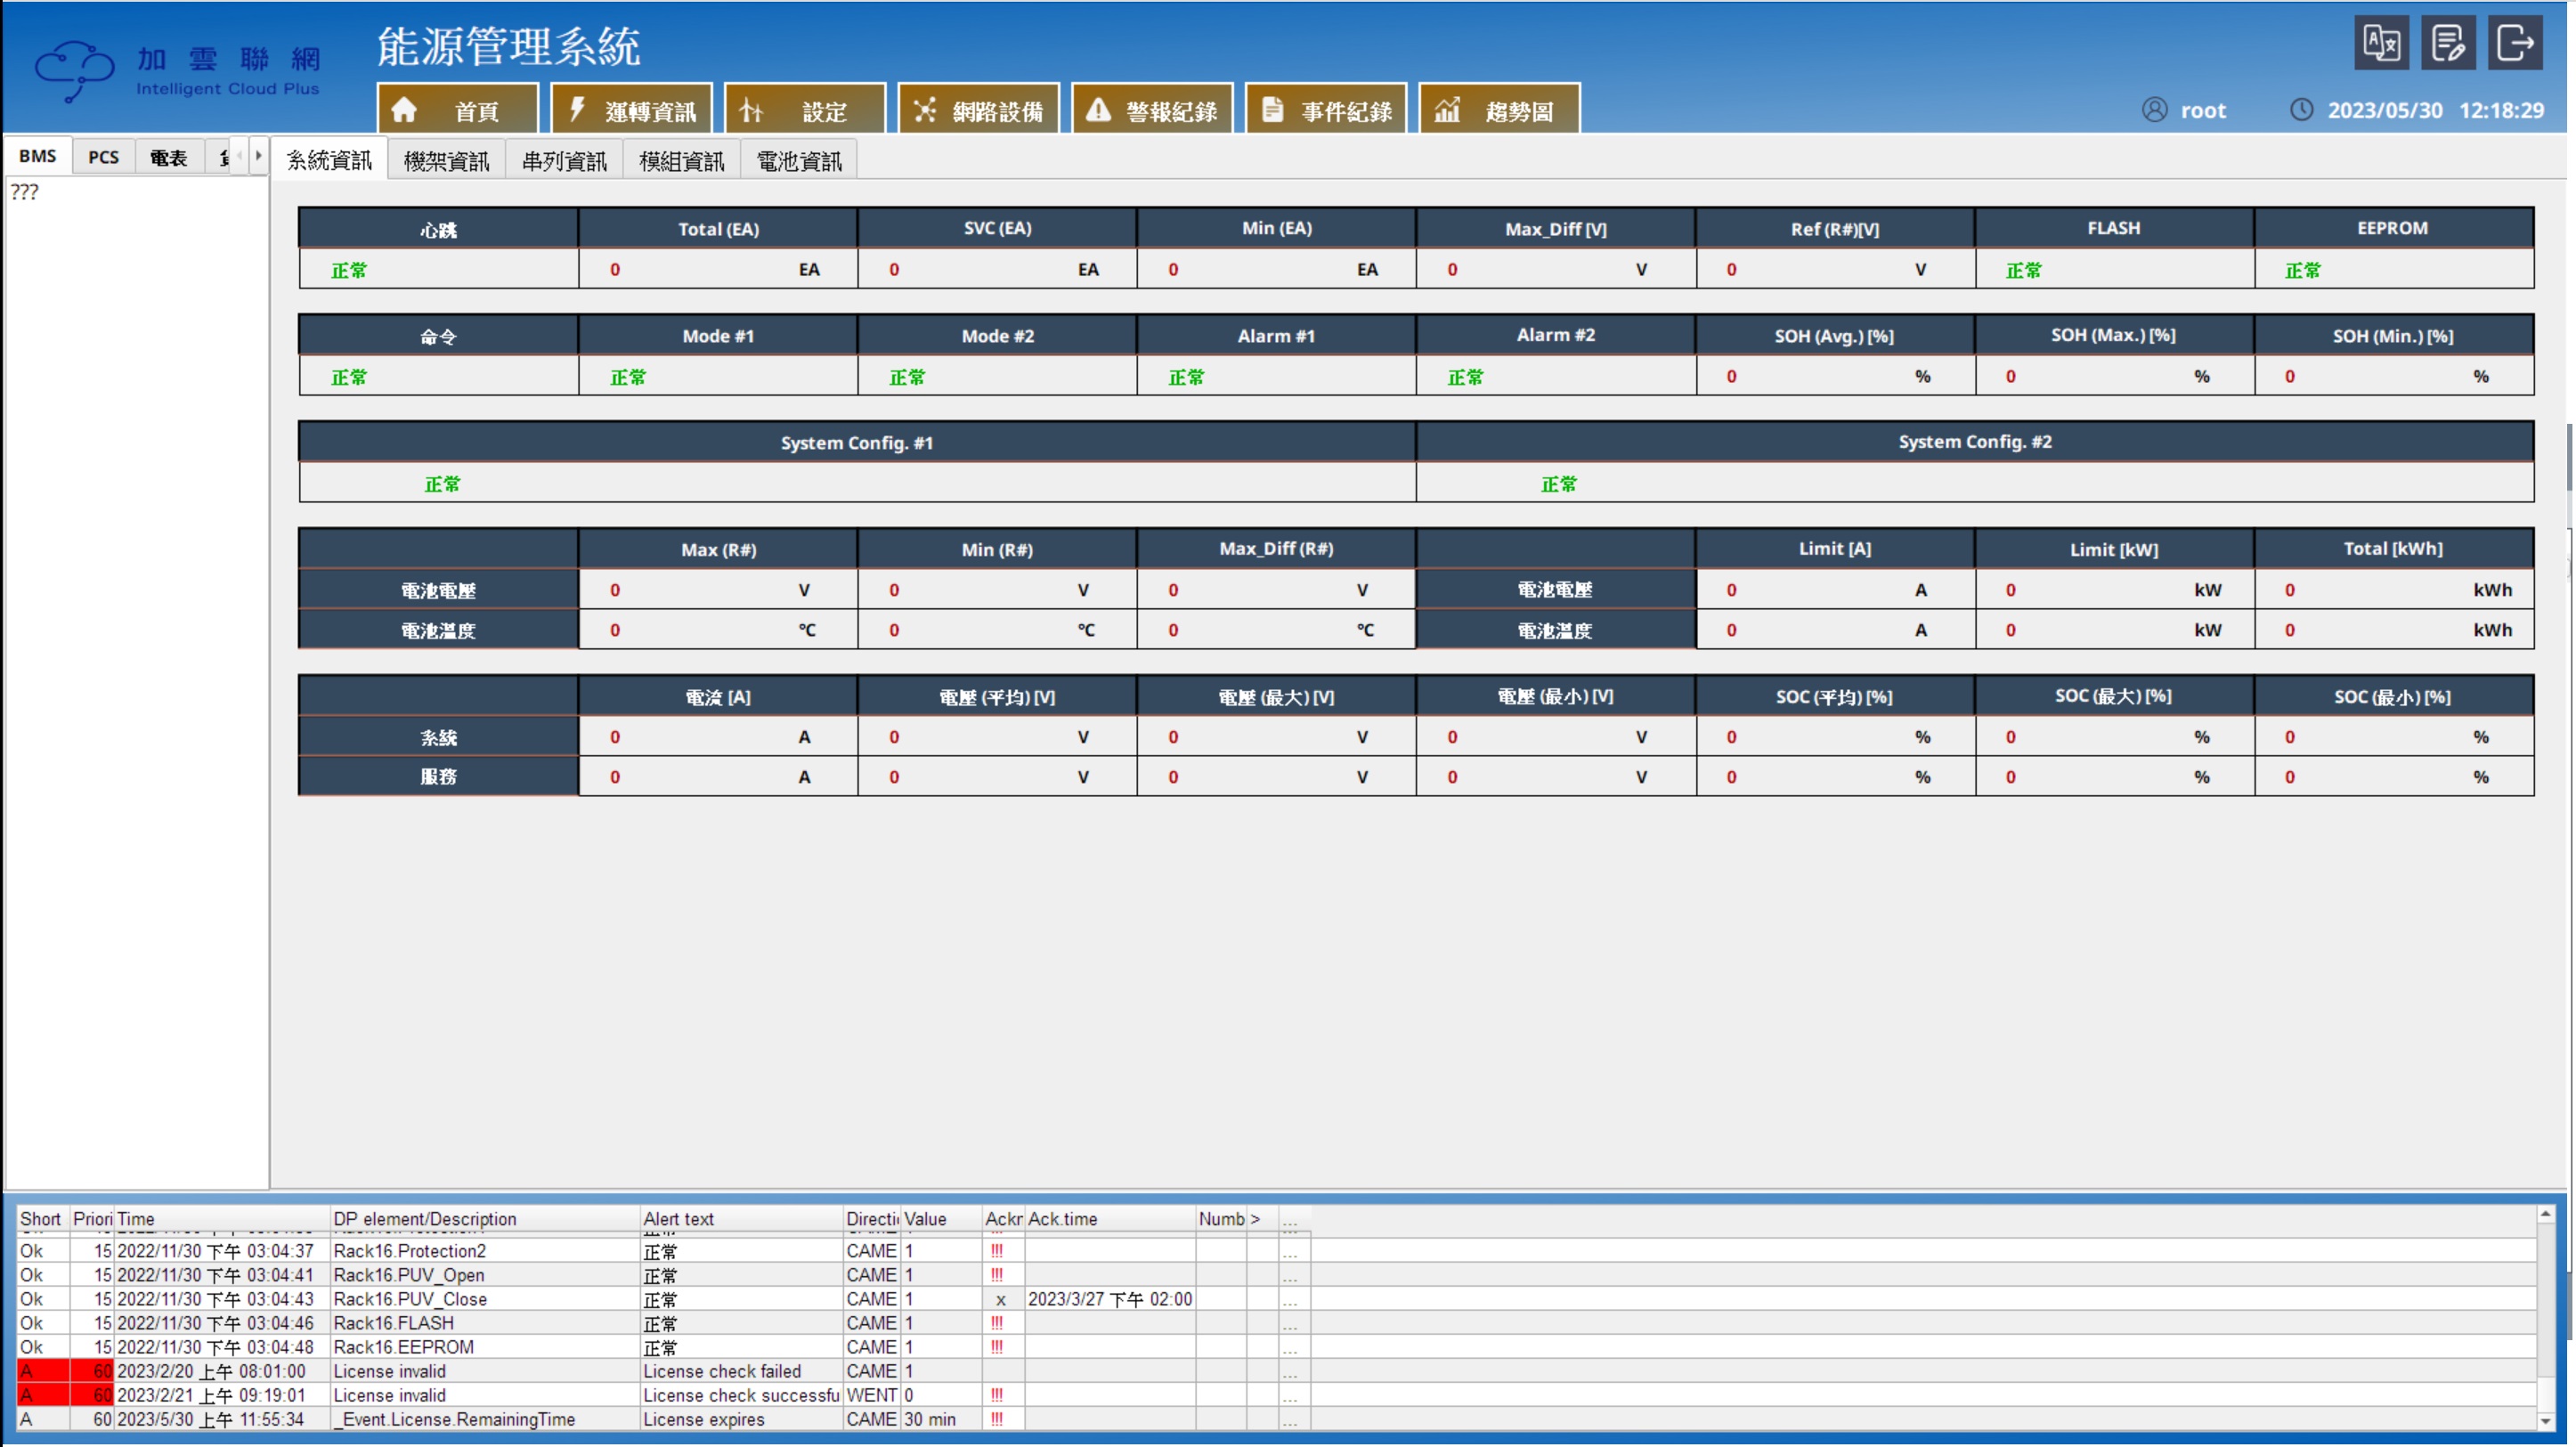 加雲聯網
Intelligent Cloud Plus
能源管理系統
首頁 運轉資訊 設定 網路設備 警報紀錄 事件紀錄 趨勢圖
root 2023/05/30 12:18:29
BMS PCS 電表
系統資訊 機架資訊 串列資訊 模組資訊 電池資訊
???
心跳 Total (EA) SVC (EA) Min (EA) Max_Diff [V] Ref (R#)[V] FLASH EEPROM
正常 0 EA 0 EA 0 EA 0 V 0 V 正常 正常
命令 Mode #1 Mode #2 Alarm #1 Alarm #2 SOH (Avg.) [%] SOH (Max.) [%] SOH (Min.) [%]
正常 正常 正常 正常 正常 0 % 0 % 0 %
System Config. #1 System Config. #2
正常 正常
Max (R#) Min (R#) Max_Diff (R#) Limit [A] Limit [kW] Total [kWh]
電池電壓 0 V 0 V 0 V 電池電壓 0 A 0 kW 0 kWh
電池溫度 0 °C 0 °C 0 °C 電池溫度 0 A 0 kW 0 kWh
電流 [A] 電壓 (平均) [V] 電壓 (最大) [V] 電壓 (最小) [V] SOC (平均) [%] SOC (最大) [%] SOC (最小) [%]
系統 0 A 0 V 0 V 0 V 0 % 0 % 0 %
服務 0 A 0 V 0 V 0 V 0 % 0 % 0 %
Short Priori Time DP element/Description Alert text Directi Value Ackr Ack.time Numb > ...
Ok 15 2022/11/30 下午 03:04:37 Rack16.Protection2 正常 CAME 1 !!! ...
Ok 15 2022/11/30 下午 03:04:41 Rack16.PUV_Open 正常 CAME 1 !!! ...
Ok 15 2022/11/30 下午 03:04:43 Rack16.PUV_Close 正常 CAME 1 x 2023/3/27 下午 02:00 ...
Ok 15 2022/11/30 下午 03:04:46 Rack16.FLASH 正常 CAME 1 !!! ...
Ok 15 2022/11/30 下午 03:04:48 Rack16.EEPROM 正常 CAME 1 !!! ...
A 60 2023/2/20 上午 08:01:00 License invalid License check failed CAME 1 ...
A 60 2023/2/21 上午 09:19:01 License invalid License check successfu WENT 0 !!! ...
A 60 2023/5/30 上午 11:55:34 _Event.License.RemainingTime License expires CAME 30 min !!! ...